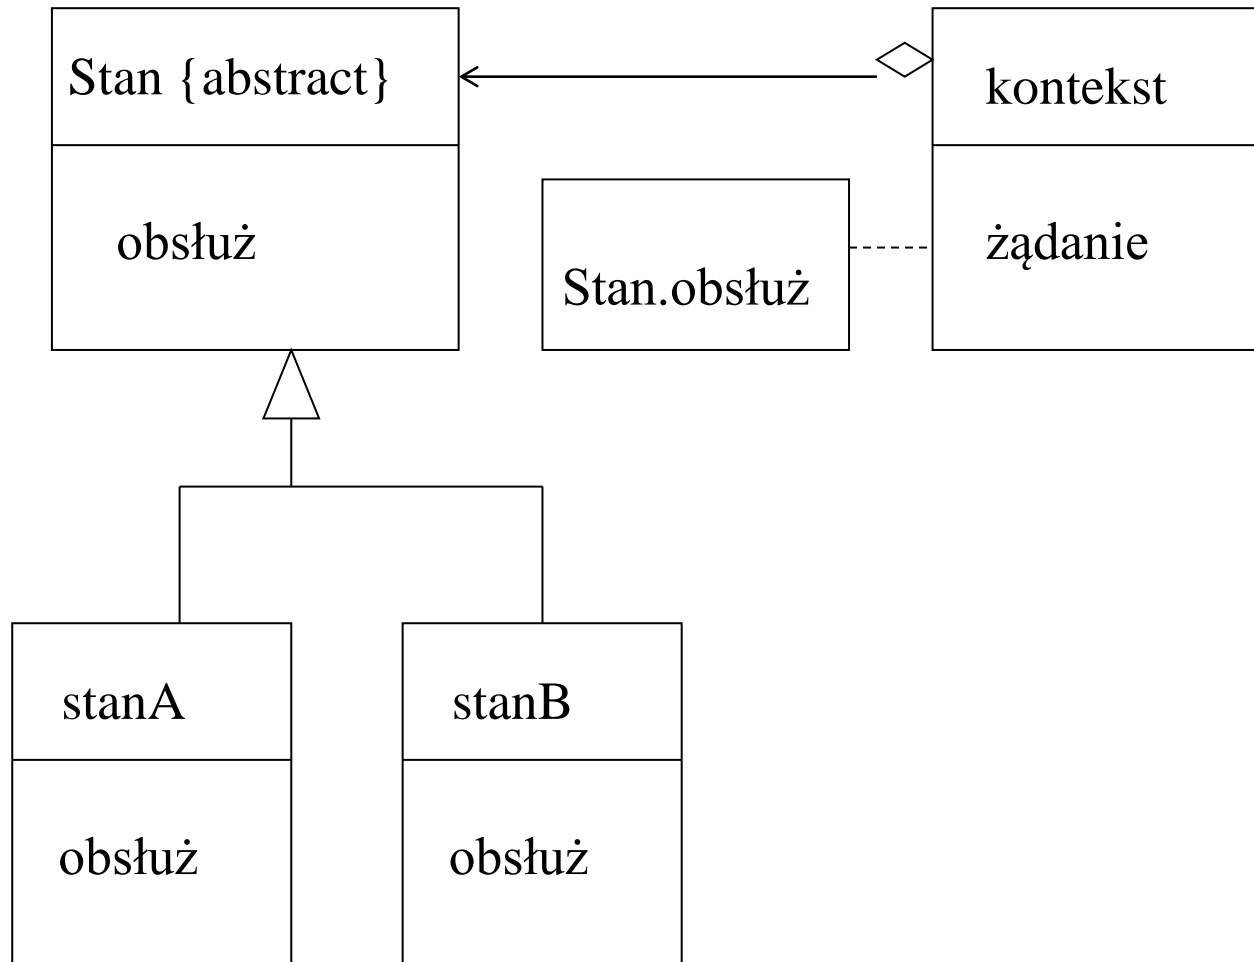 Stan {abstract}
kontekst
obsłuż
Stan.obsłuż
żądanie
stanA
stanB
obsłuż
obsłuż